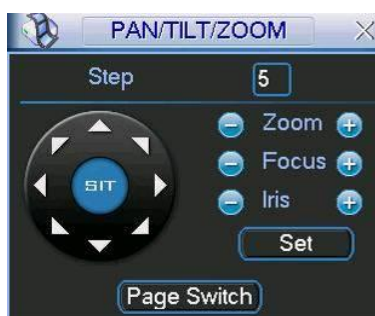 PAN/TILT/ZOOM
Step 5
Zoom
Focus
SIT
Iris
Set
Page Switch